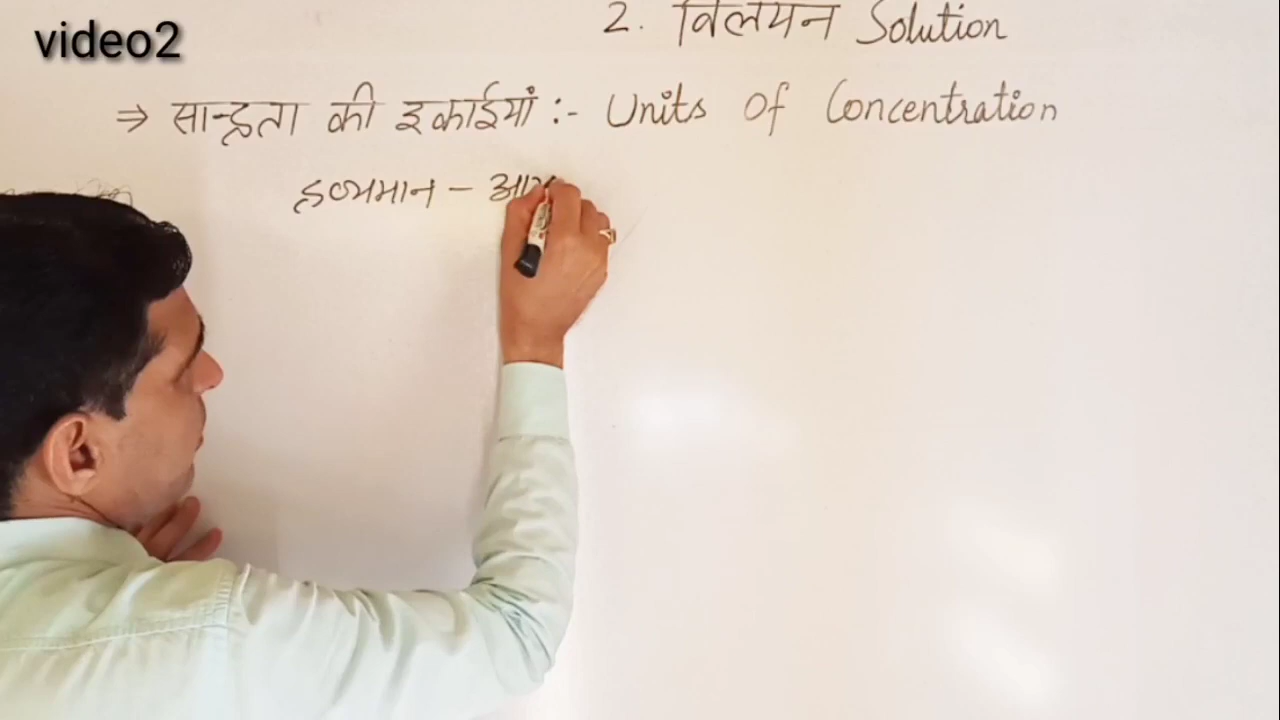 video2
2. विलयन Solution
⇒ सान्द्रता की इकाईयां :- Units Of Concentration
द्रव्यमान -